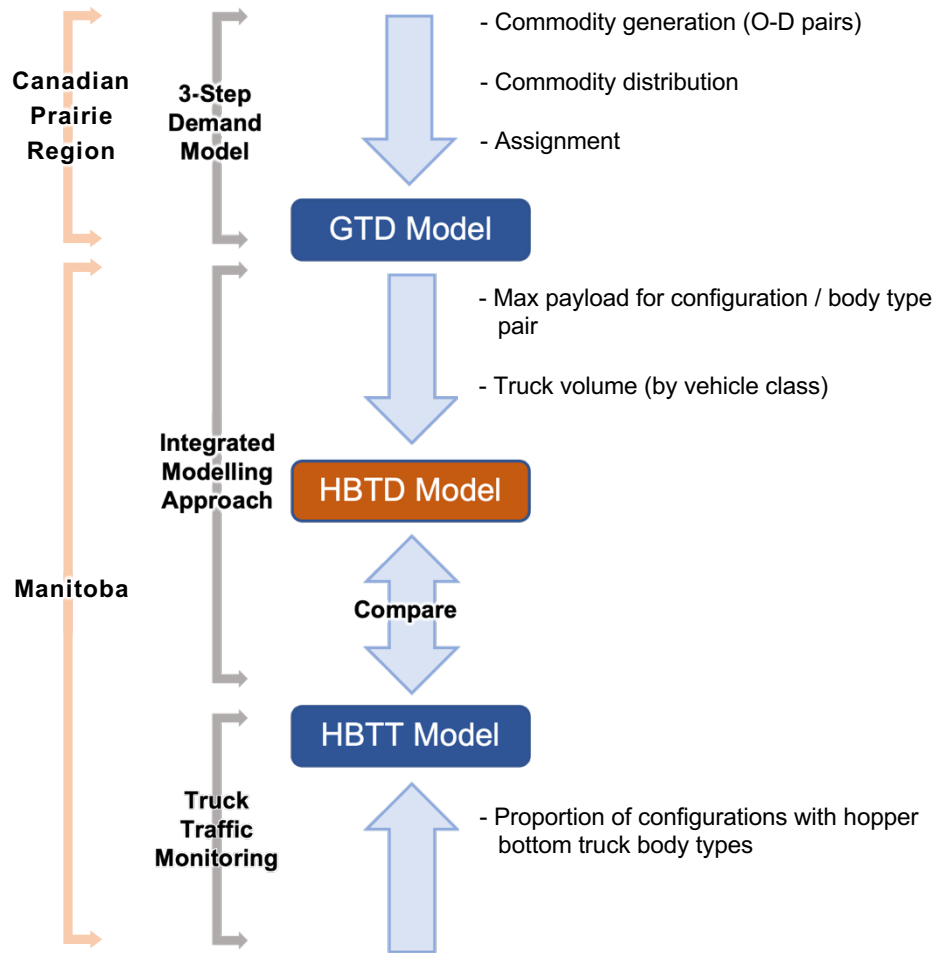 Canadian
Prairie
Region
3-Step
Demand
Model
- Commodity generation (O-D pairs)
- Commodity distribution
- Assignment
GTD Model
- Max payload for configuration / body type
pair
- Truck volume (by vehicle class)
Integrated
Modelling
Approach
HBTD Model
Manitoba
Compare
HBTT Model
Truck
Traffic
Monitoring
- Proportion of configurations with hopper
bottom truck body types